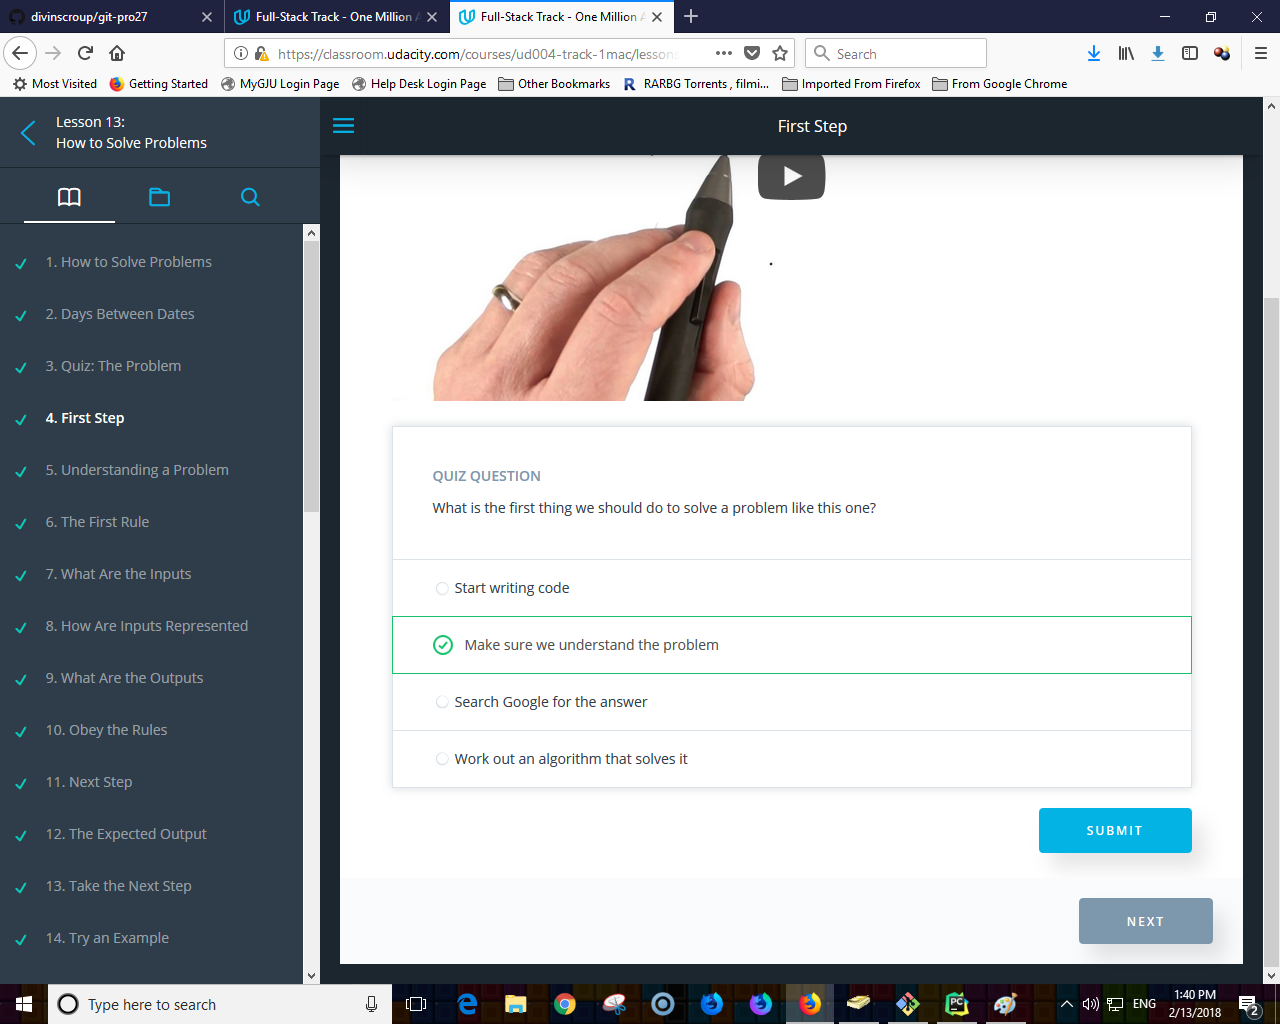 divinscroup/git-pro27
Full-Stack Track - One Million A
Full-Stack Track - One Million A
https://classroom.udacity.com/courses/ud004-track-1mac/lesson
Search
Most Visited
Getting Started
MyGJU Login Page
Help Desk Login Page
Other Bookmarks
R RARBG Torrents , filmi...
Imported From Firefox
From Google Chrome
Lesson 13:
How to Solve Problems
First Step
1. How to Solve Problems
2. Days Between Dates
3. Quiz: The Problem
4. First Step
5. Understanding a Problem
6. The First Rule
7. What Are the Inputs
8. How Are Inputs Represented
9. What Are the Outputs
10. Obey the Rules
11. Next Step
12. The Expected Output
13. Take the Next Step
14. Try an Example
QUIZ QUESTION
What is the first thing we should do to solve a problem like this one?
Start writing code
Make sure we understand the problem
Search Google for the answer
Work out an algorithm that solves it
SUBMIT
NEXT
Type here to search
PC
ENG
1:40 PM
2/13/2018
2